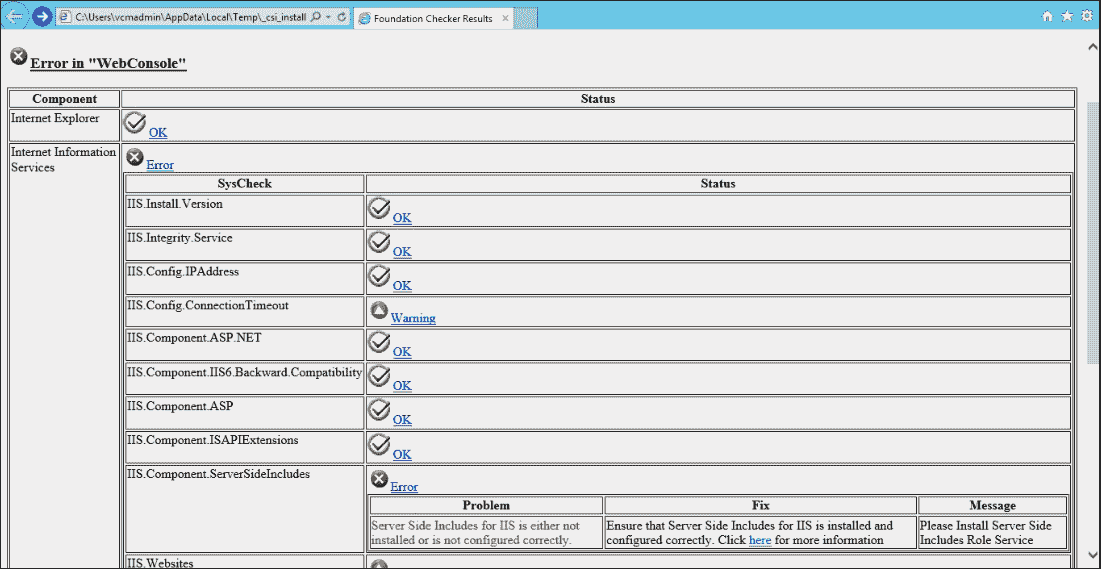 C:\Users\vcmadmin\AppData\Local\Temp\_csi_install
Foundation Checker Results
Error in "WebConsole"
Component Status
Internet Explorer OK
Internet Information
Services
Error
SysCheck Status
IIS.Install.Version OK
IIS.Integrity.Service OK
IIS.Config.IPAddress OK
IIS.Config.ConnectionTimeout Warning
IIS.Component.ASP.NET OK
IIS.Component.IIS6.Backward.Compatibility OK
IIS.Component.ASP OK
IIS.Component.ISAPIExtensions OK
IIS.Component.ServerSideIncludes Error
Problem Fix Message
Server Side Includes for IIS is either not
installed or is not configured correctly.
Ensure that Server Side Includes for IIS is installed and
configured correctly. Click here for more information
Please Install Server Side
Includes Role Service
IIS.Websites